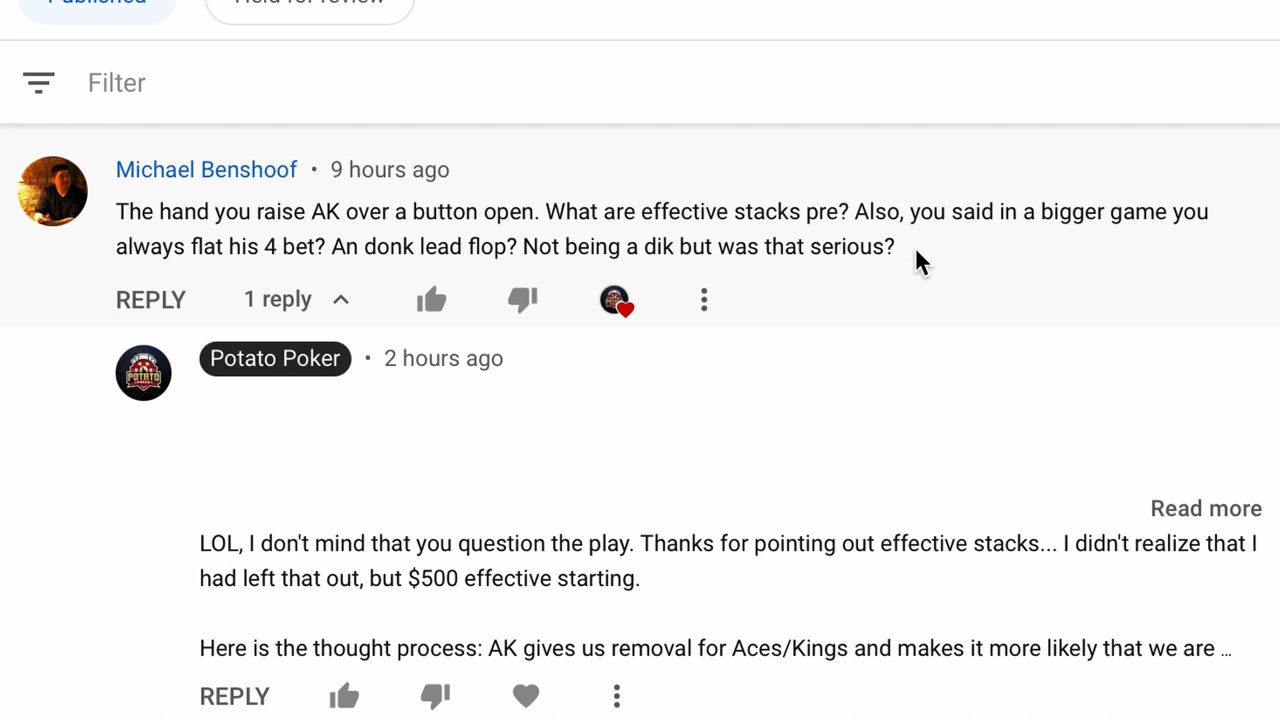 Published Held for review
Filter
Michael Benshoof • 9 hours ago
The hand you raise AK over a button open. What are effective stacks pre? Also, you said in a bigger game you
always flat his 4 bet? An donk lead flop? Not being a dik but was that serious?
REPLY 1 reply
Potato Poker • 2 hours ago
POTATO
Read more
LOL, I don't mind that you question the play. Thanks for pointing out effective stacks... I didn't realize that I
had left that out, but $500 effective starting.
Here is the thought process: AK gives us removal for Aces/Kings and makes it more likely that we are ...
REPLY